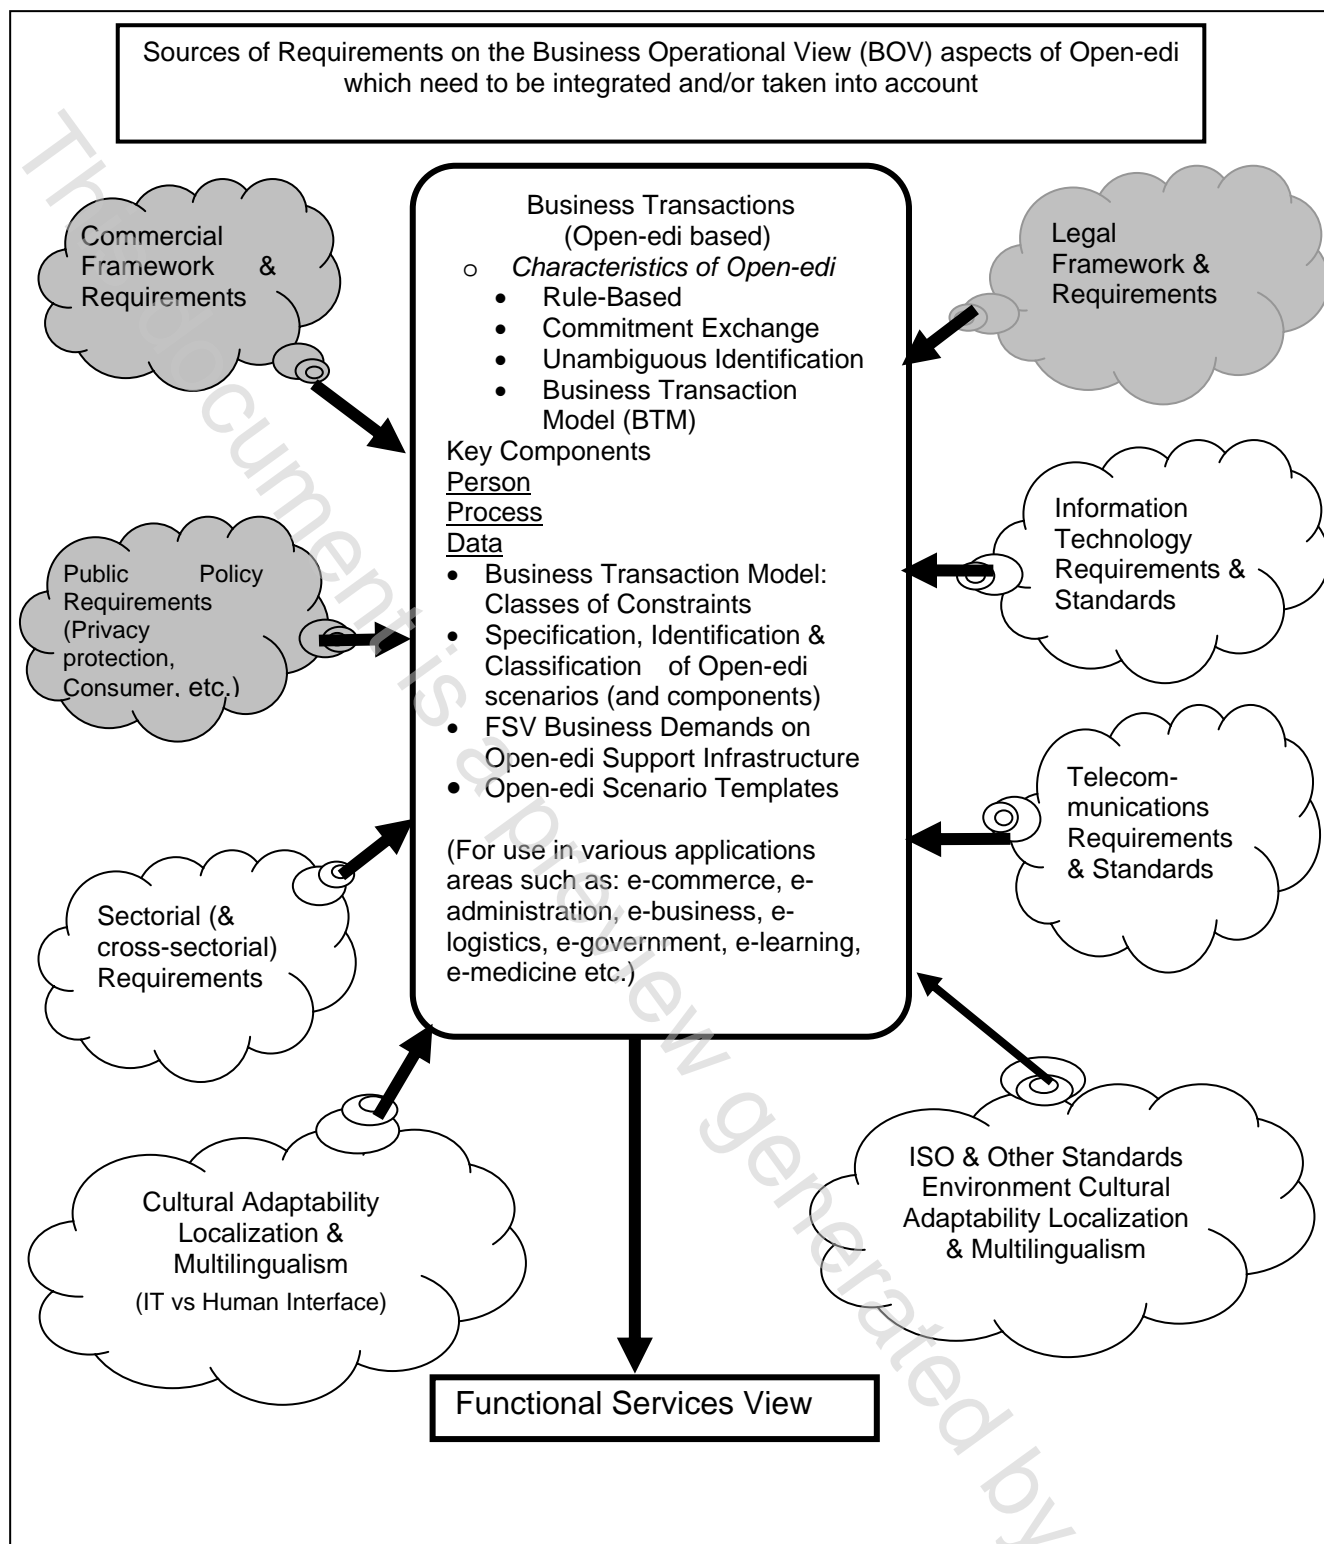 Sources of Requirements on the Business Operational View (BOV) aspects of Open-edi
which need to be integrated and/or taken into account
Commercial
Framework &
Requirements
Public Policy
Requirements
(Privacy
protection,
Consumer, etc.)
Sectorial (&
cross-sectorial)
Requirements
Cultural Adaptability
Localization &
Multilingualism
(IT vs Human Interface)
Business Transactions
(Open-edi based)
o Characteristics of Open-edi
• Rule-Based
• Commitment Exchange
• Unambiguous Identification
• Business Transaction
Model (BTM)
Key Components
Person
Process
Data
• Business Transaction Model:
Classes of Constraints
• Specification, Identification &
Classification of Open-edi
scenarios (and components)
• FSV Business Demands on
Open-edi Support Infrastructure
• Open-edi Scenario Templates
(For use in various applications
areas such as: e-commerce, e-
administration, e-business, e-
logistics, e-government, e-learning,
e-medicine etc.)
Legal
Framework &
Requirements
Information
Technology
Requirements &
Standards
Telecom-
munications
Requirements
& Standards
ISO & Other Standards
Environment Cultural
Adaptability Localization
& Multilingualism
Functional Services View
This document is a preview generated by